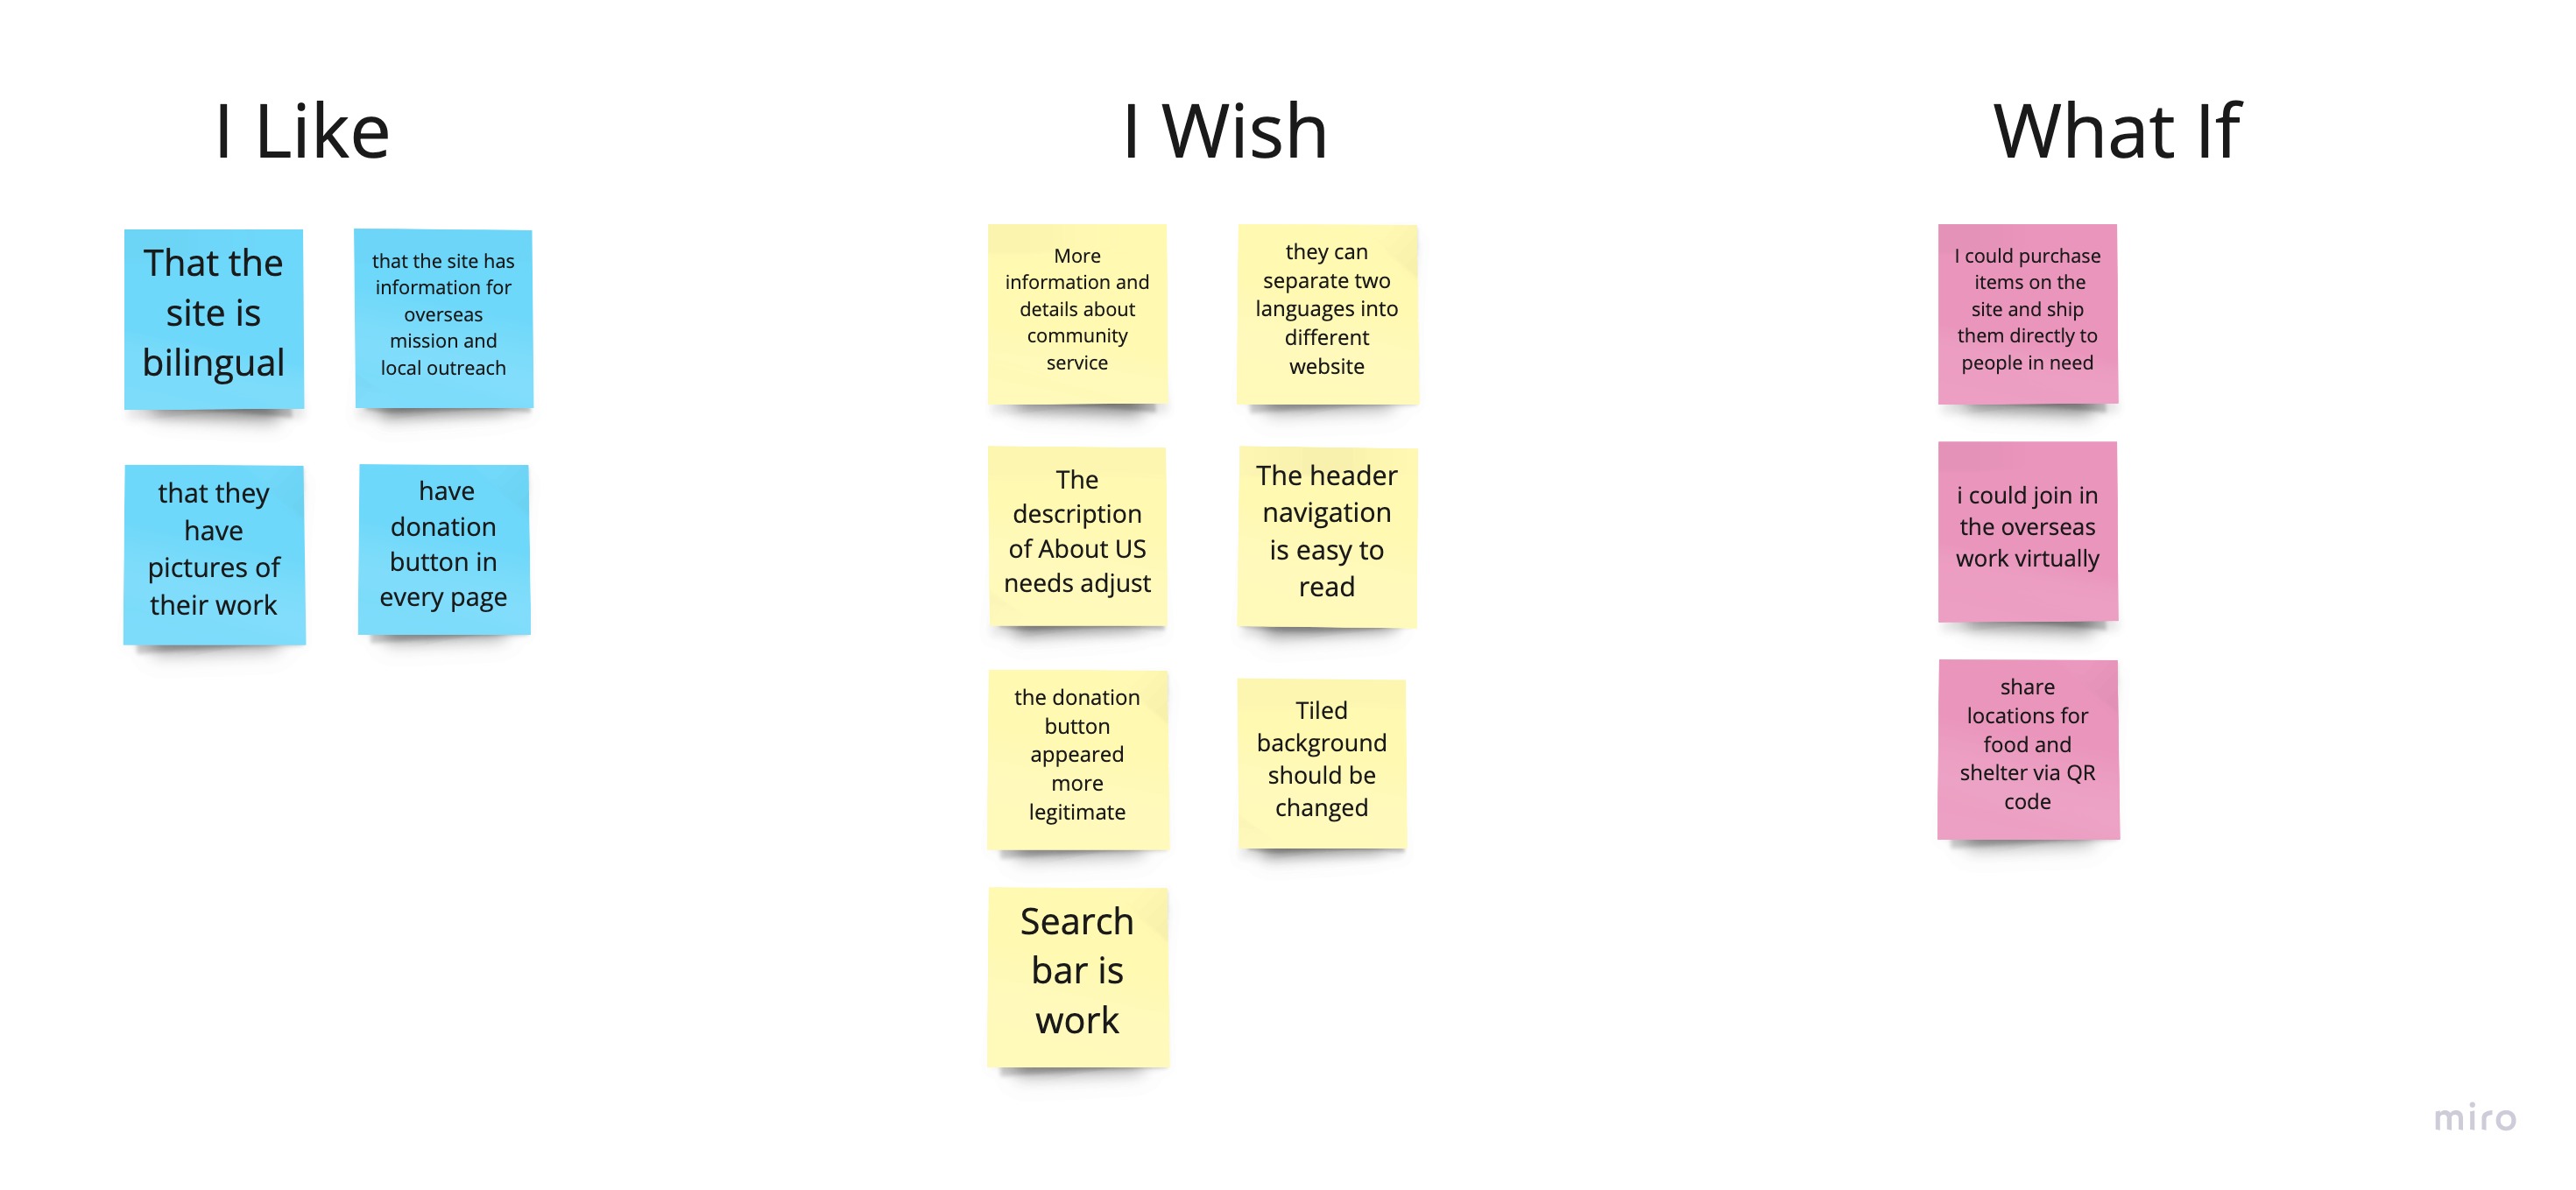 I Like
That the
site is
bilingual
that the site has
information for
overseas
mission and
local outreach
that they
have
pictures of
their work
have
donation
button in
every page
I Wish
More
information and
details about
community
service
they can
separate two
languages into
different
website
The
description
of About US
needs adjust
The header
navigation
is easy to
read
the donation
button
appeared
more
legitimate
Tiled
background
should be
changed
Search
bar is
work
What If
I could purchase
items on the
site and ship
them directly to
people in need
i could join in
the overseas
work virtually
share
locations for
food and
shelter via QR
code
miro